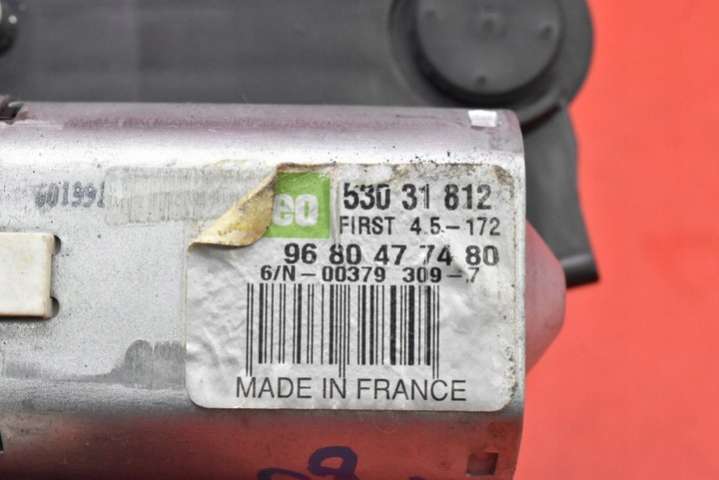 601991
eo 530 31 812
FIRST 4.5-172
96 80 47 74 80
6/N-00379 309-7
MADE IN FRANCE